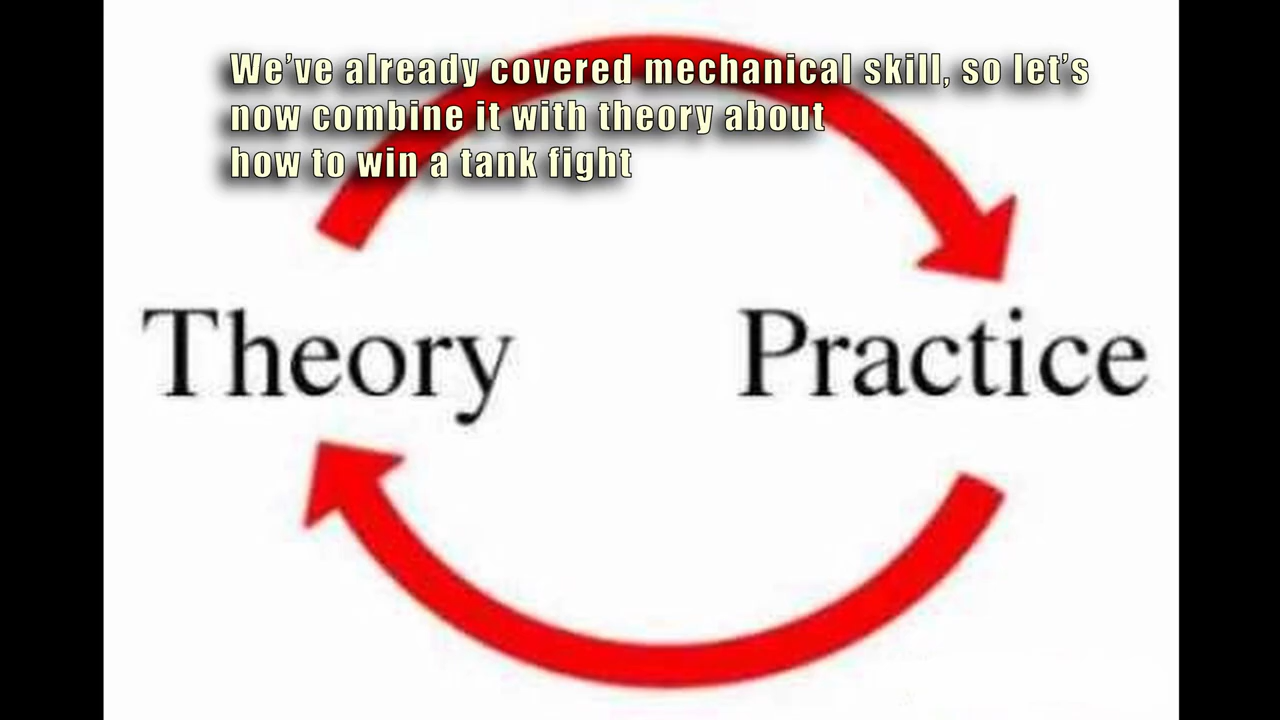 We’ve already covered mechanical skill, so let’s
now combine it with theory about
how to win a tank fight
Theory
Practice